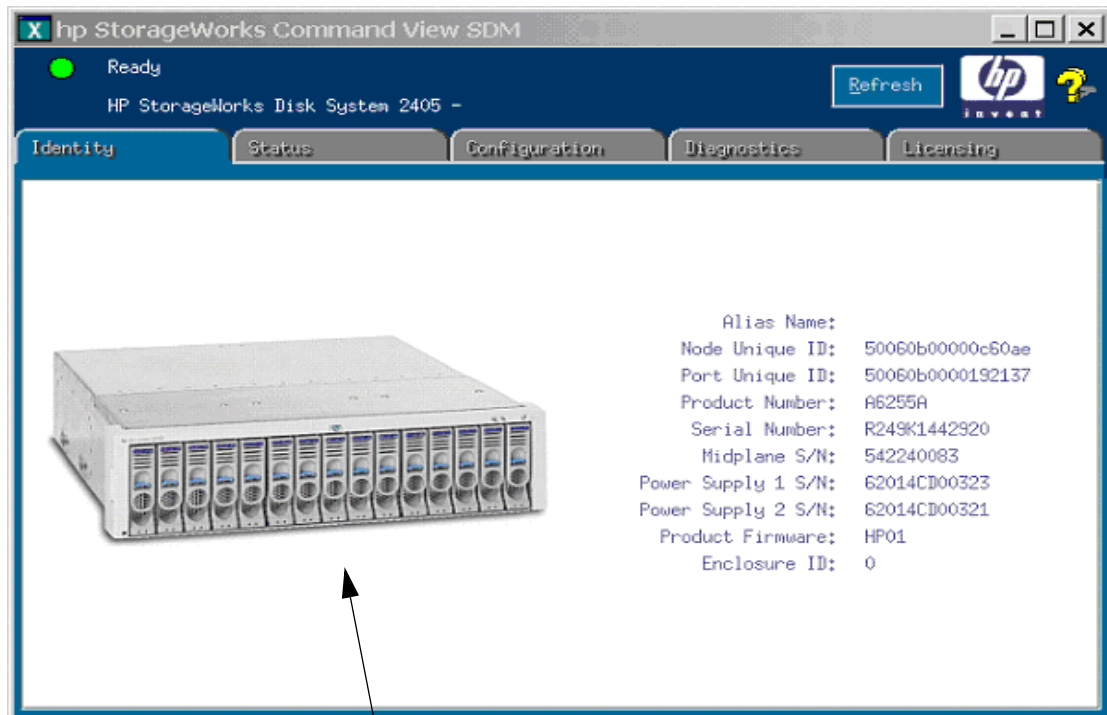 X hp StorageWorks Command View SDM
Ready
HP StorageWorks Disk System 2405 -
Refresh
hp
invent
?
Identity Status Configuration Diagnostics Licensing
Alias Name:
Node Unique ID: 50060b00000c60ae
Port Unique ID: 50060b0000192137
Product Number: A6255A
Serial Number: R249K1442920
Midplane S/N: 542240083
Power Supply 1 S/N: 62014CD00323
Power Supply 2 S/N: 62014CD00321
Product Firmware: HP01
Enclosure ID: 0